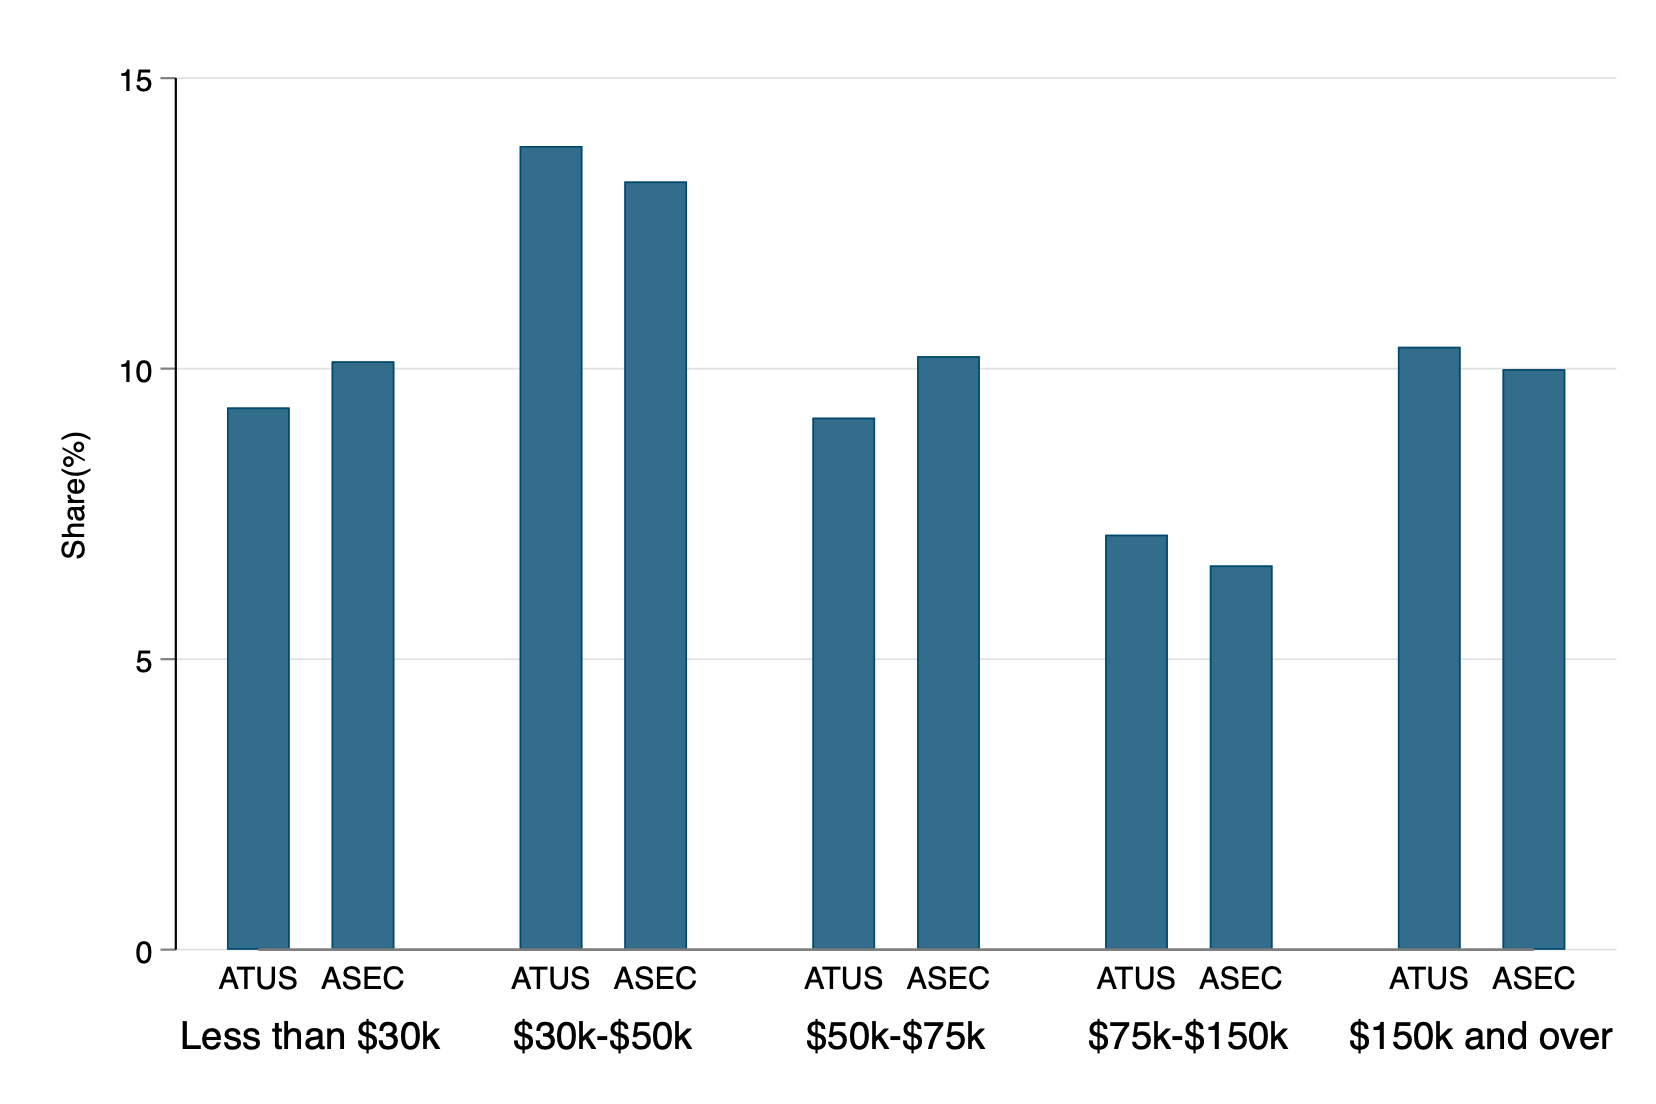 15
10
5
0
Share(%)
ATUS ASEC ATUS ASEC ATUS ASEC ATUS ASEC ATUS ASEC
Less than $30k $30k-$50k $50k-$75k $75k-$150k $150k and over